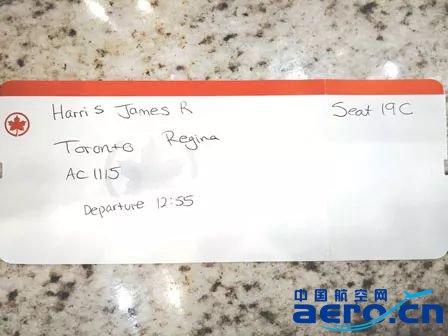 Harris James R Seat 19C
Toronto Regina
AC 1115
Departure 12:55
中国航空网
aero.cn